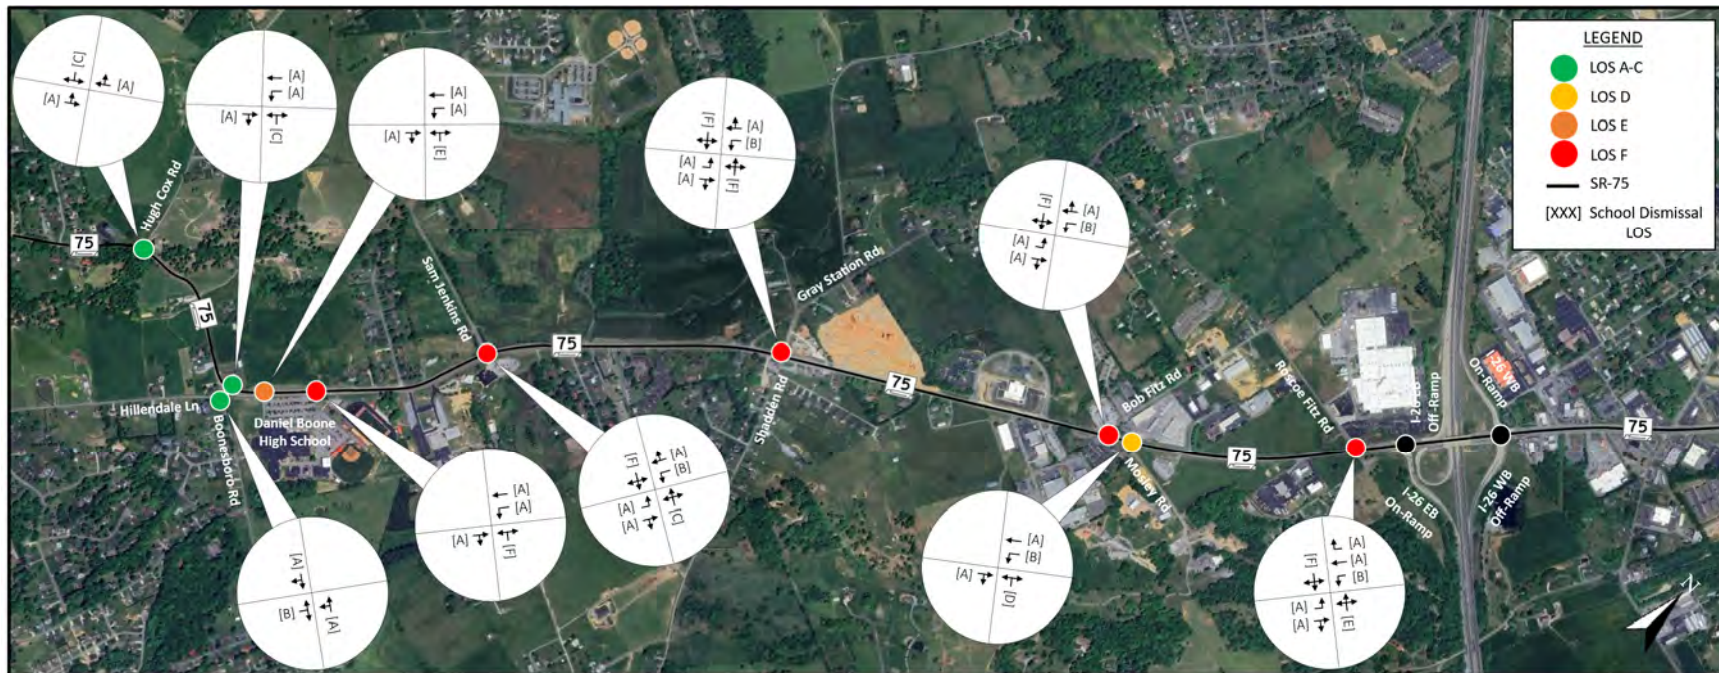 LEGEND
LOS A-C
LOS D
LOS E
LOS F
SR-75
[XXX] School Dismissal
LOS
[C]
[A]
[A]
[A]
[A]
[A]
[C]
[A]
[A]
[A]
[E]
[F]
[A]
[B]
[A]
[A]
[F]
[F]
[A]
[B]
[A]
[A]
Hugh Cox Rd
75
75
Sam Jenkins Rd
Gray Station Rd
75
75
Shadden Rd
Hillendale Ln
Boonesboro Rd
Daniel Boone
High School
Bob Fitz Rd
Mosley Rd
75
Roscoe Fitz Rd
I-26 EB
Off-Ramp
I-26 WB
On-Ramp
75
I-26 EB
On-Ramp
I-26 WB
Off-Ramp
[A]
[B]
[A]
[A]
[A]
[A]
[F]
[F]
[A]
[B]
[A]
[A]
[C]
[A]
[B]
[A]
[D]
[F]
[A]
[A]
[B]
[A]
[A]
[E]
N